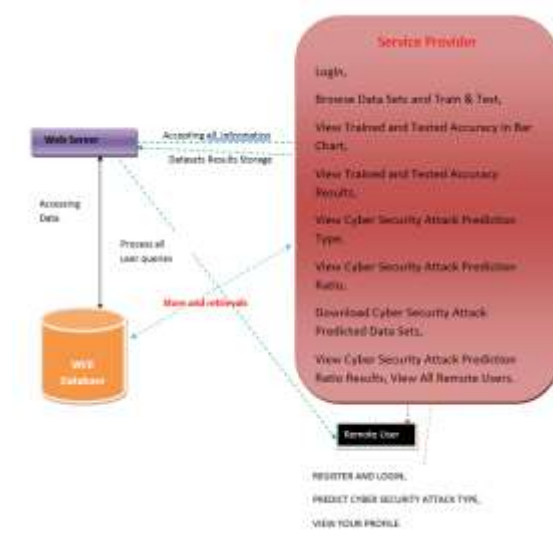 Service Provider
Login,
Browse Data Sets and Train & Test,
View Trained and Tested Accuracy in Bar
Chart,
View Trained and Tested Accuracy
Results,
View Cyber Security Attack Prediction
Type,
View Cyber Security Attack Prediction
Ratio,
Download Cyber Security Attack
Predicted Data Sets,
View Cyber Security Attack Prediction
Ratio Results, View All Remote Users.
Web Server
Accepting all Information
Datasets Results Storage
Accessing
Data
Process all
user queries
Store and retrievals
WEB
Database
Remote User
REGISTER AND LOGIN,
PREDICT CYBER SECURITY ATTACK TYPE,
VIEW YOUR PROFILE